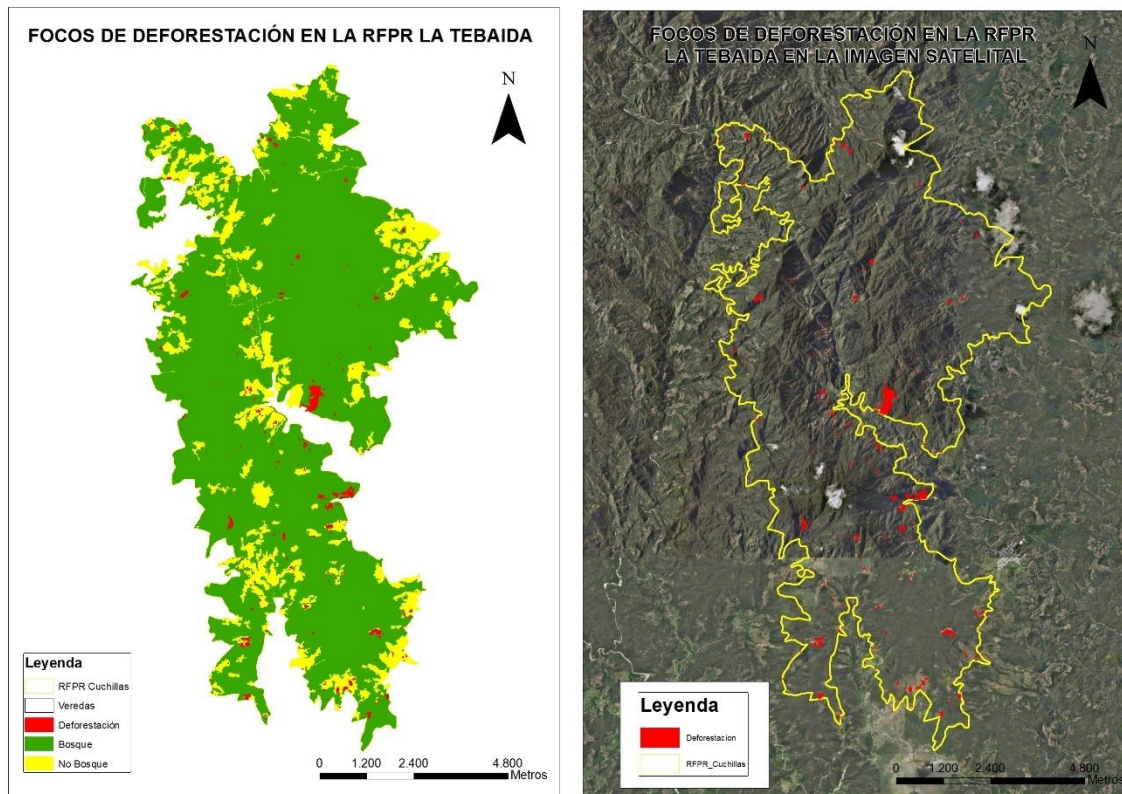 FOCOS DE DEFORESTACIÓN EN LA RFPR LA TEBAIDA
N
Leyenda
RFPR Cuchillas
Veredas
Deforestación
Bosque
No Bosque
0 1.200 2.400 4.800
Metros
FOCOS DE DEFORESTACIÓN EN LA RFPR
LA TEBAIDA EN LA IMAGEN SATELITAL
N
Leyenda
Deforestacion
RFPR_Cuchillas
0 1.200 2.400 4.800
Metros